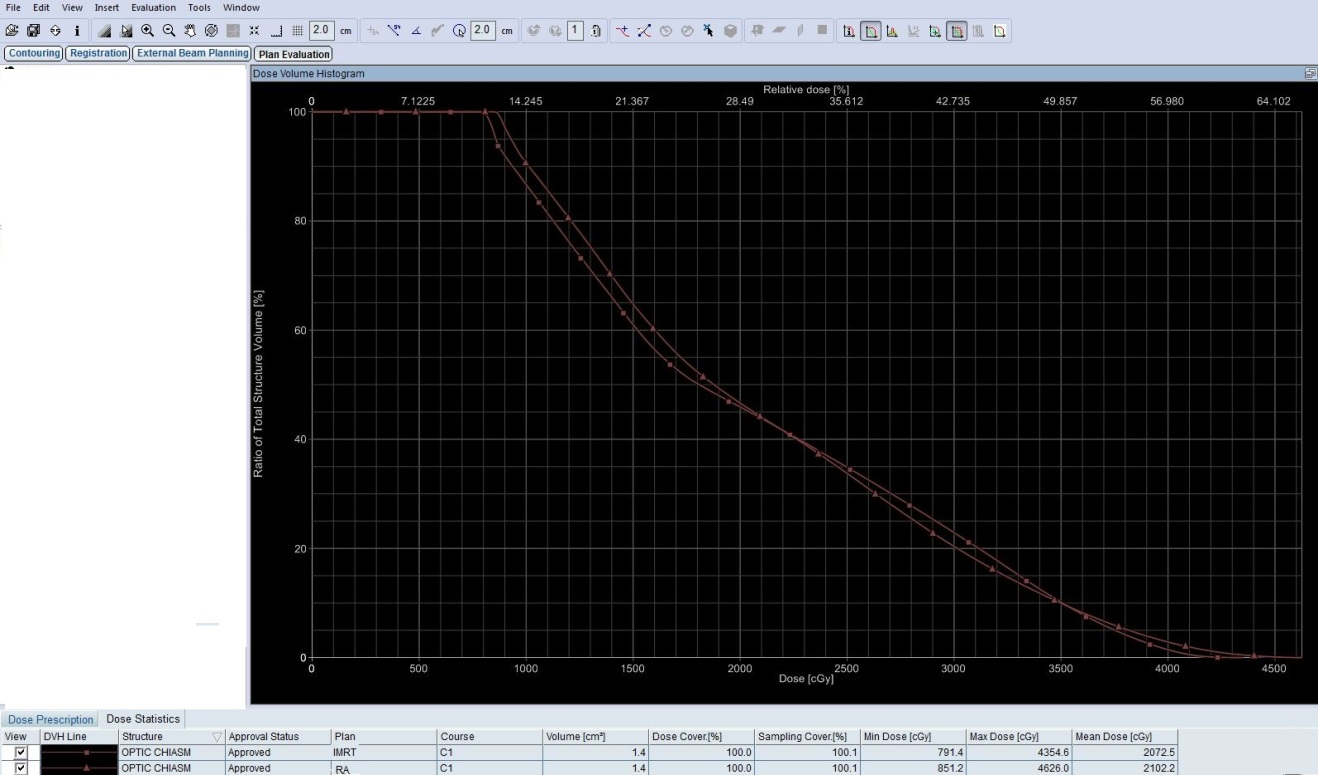 File Edit View Insert Evaluation Tools Window
2.0 cm 2.0 cm 1
Contouring Registration External Beam Planning Plan Evaluation
Dose Volume Histogram
Relative dose [%]
0 7.1225 14.245 21.367 28.49 35.612 42.735 49.857 56.980 64.102
100
80
60
40
20
0
Ratio of Total Structure Volume [%]
0 500 1000 1500 2000 2500 3000 3500 4000 4500
Dose [cGy]
Dose Prescription Dose Statistics
View DVH Line Structure Approval Status Plan Course Volume [cm³] Dose Cover.[%] Sampling Cover.[%] Min Dose [cGy] Max Dose [cGy] Mean Dose [cGy]
OPTIC CHIASM Approved IMRT C1 1.4 100.0 100.1 791.4 4354.6 2072.5
OPTIC CHIASM Approved RA C1 1.4 100.0 100.1 851.2 4626.0 2102.2